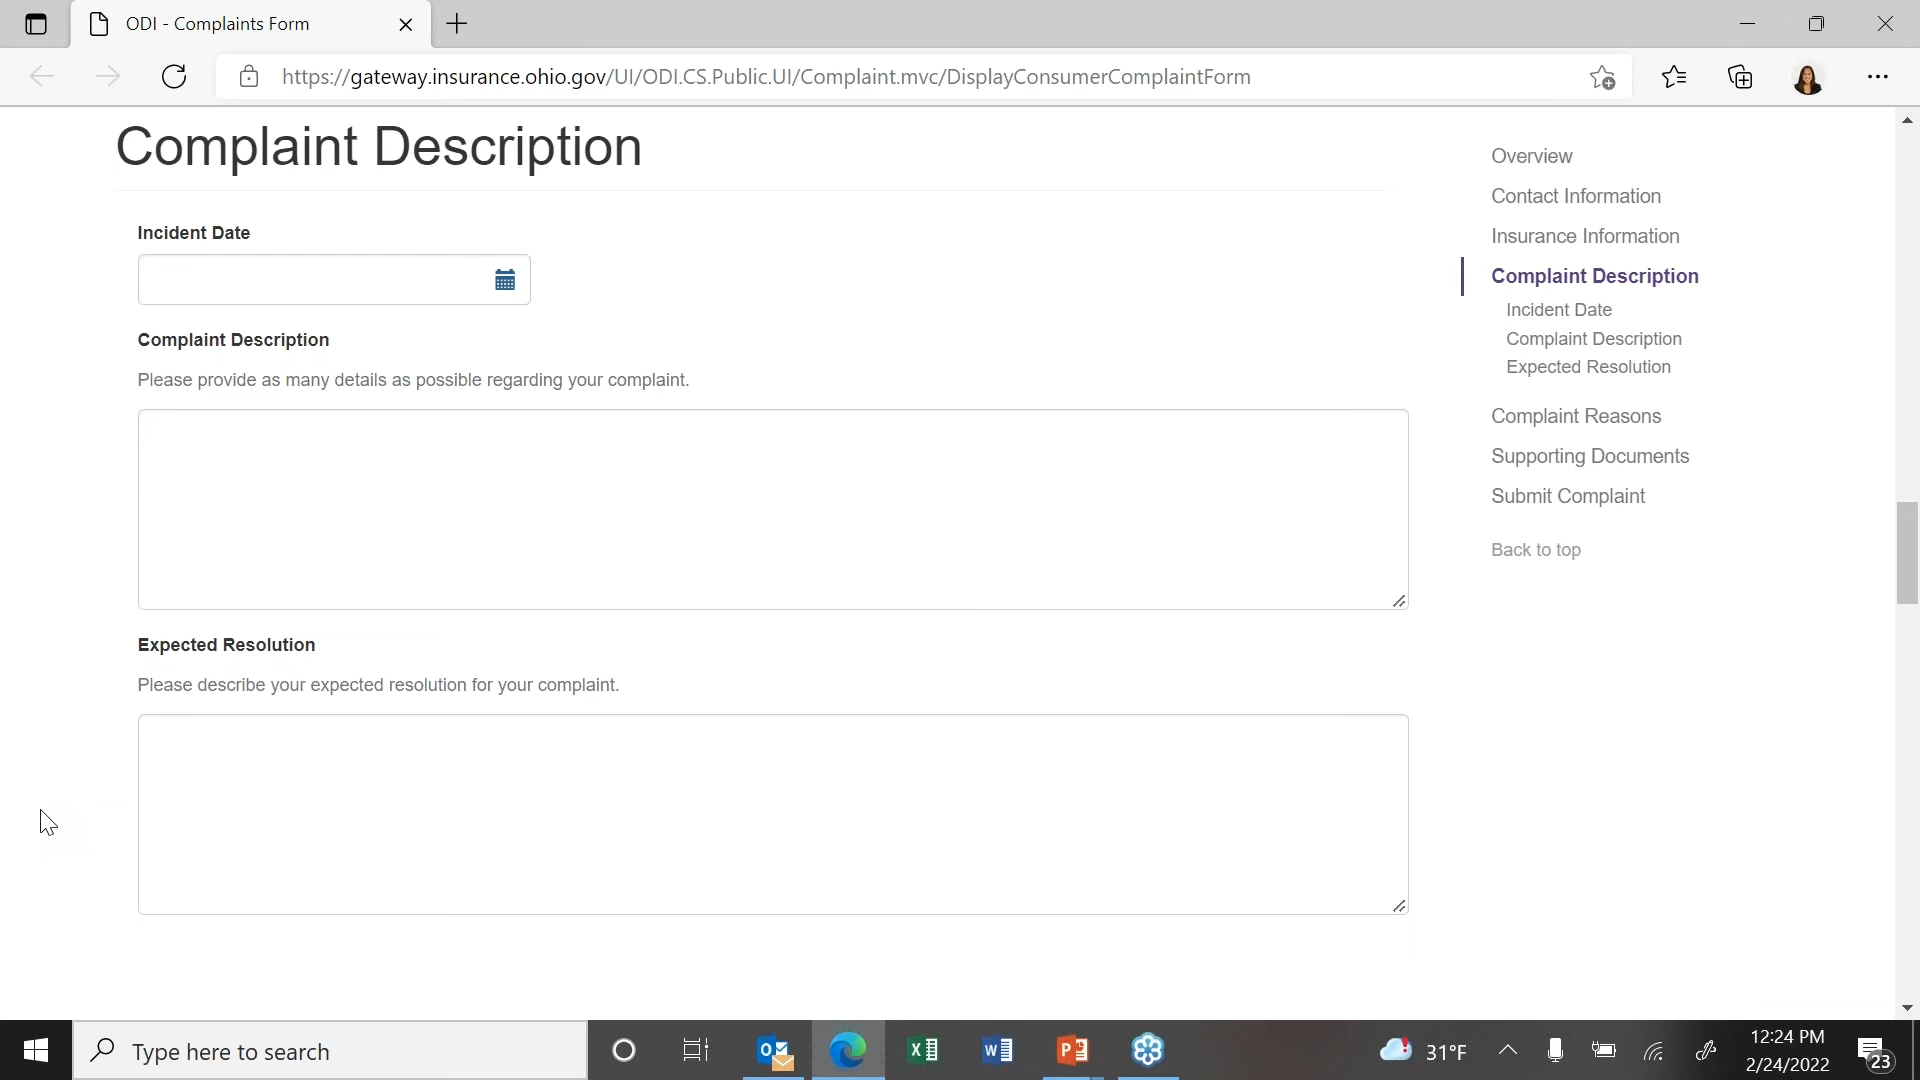 ODI - Complaints Form
https://gateway.insurance.ohio.gov/UI/ODI.CS.Public.UI/Complaint.mvc/DisplayConsumerComplaintForm
Complaint Description
Incident Date
Complaint Description
Please provide as many details as possible regarding your complaint.
Expected Resolution
Please describe your expected resolution for your complaint.
Overview
Contact Information
Insurance Information
Complaint Description
Incident Date
Complaint Description
Expected Resolution
Complaint Reasons
Supporting Documents
Submit Complaint
Back to top
Type here to search
31°F
12:24 PM
2/24/2022
23